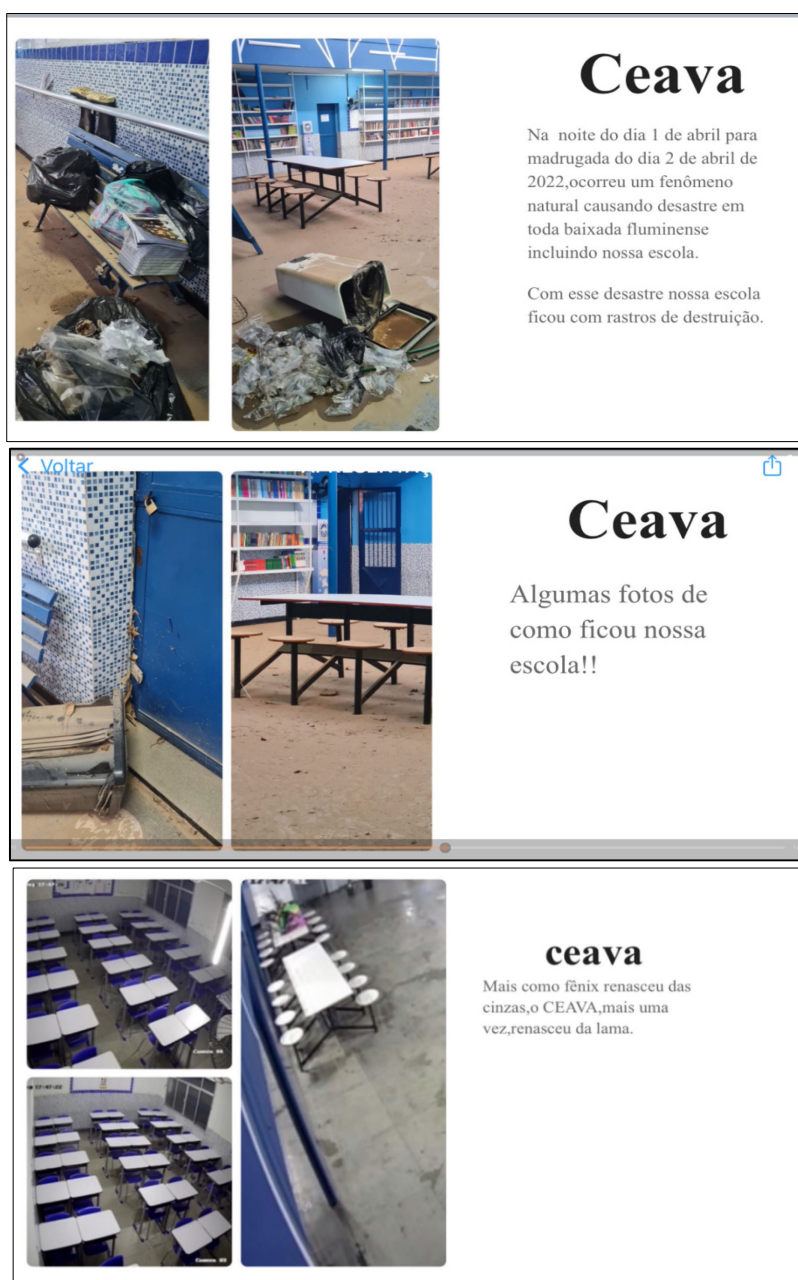 Ceava
Na noite do dia 1 de abril para
madrugada do dia 2 de abril de
2022,ocorreu um fenômeno
natural causando desastre em
toda baixada fluminense
incluindo nossa escola.
Com esse desastre nossa escola
ficou com rastros de destruição.
Voltar
Ceava
Algumas fotos de
como ficou nossa
escola!!
ceava
Mais como fênix renasceu das
cinzas,o CEAVA,mais uma
vez,renasceu da lama.